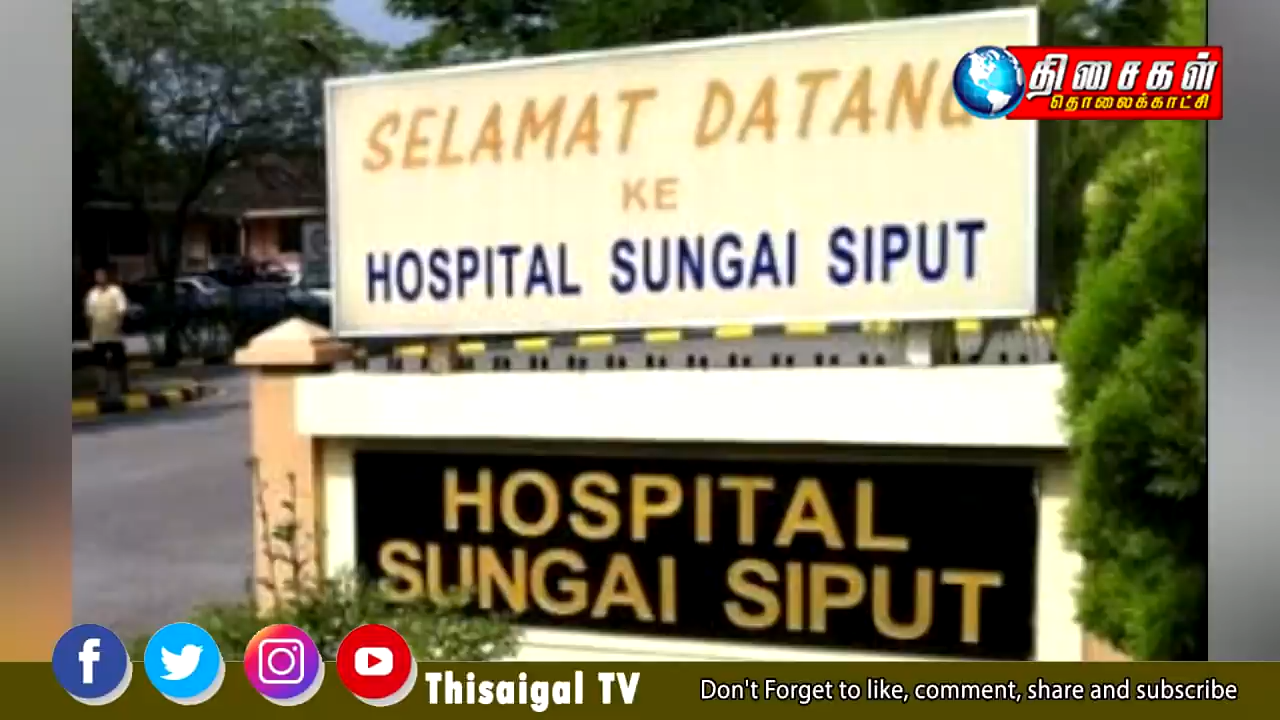 SELAMAT DATANG
KE
HOSPITAL SUNGAI SIPUT
HOSPITAL
SUNGAI SIPUT
திசைகள்
தொலைக்காட்சி
Thisaigal TV
Don't Forget to like, comment, share and subscribe